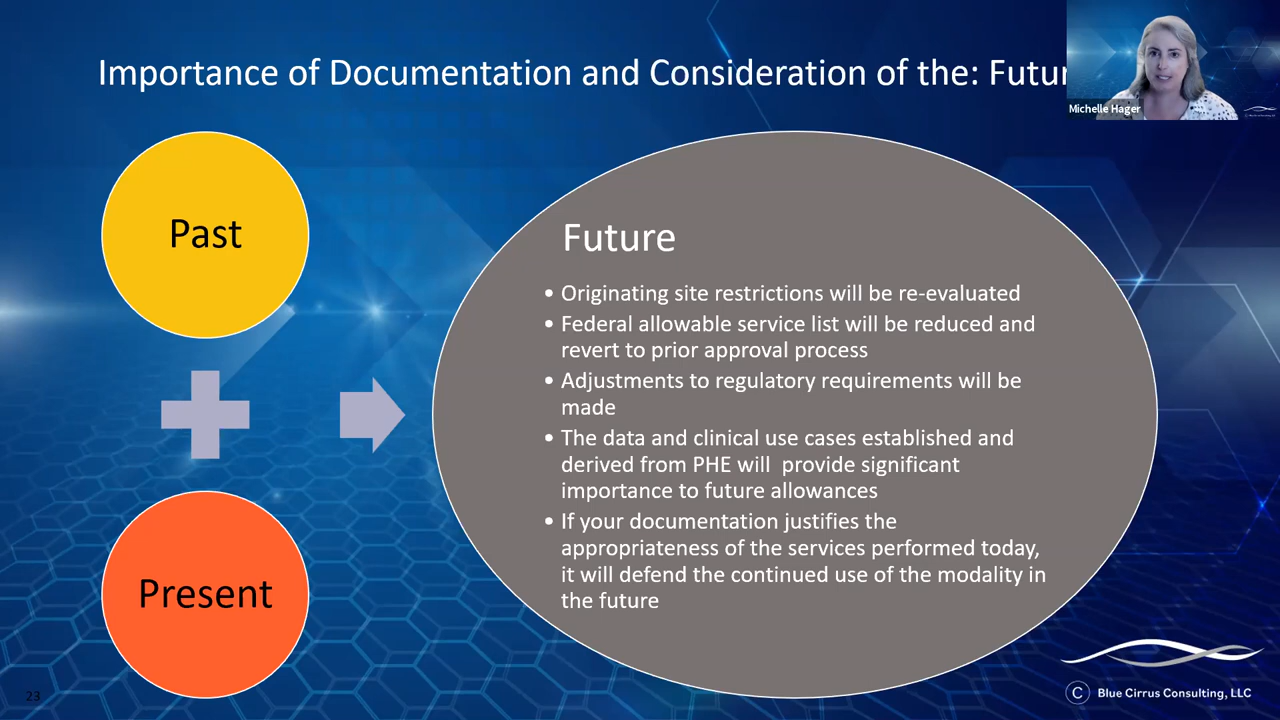 Importance of Documentation and Consideration of the: Futur
Michelle Hager
Past
Present
Future
• Originating site restrictions will be re-evaluated
• Federal allowable service list will be reduced and
revert to prior approval process
• Adjustments to regulatory requirements will be
made
• The data and clinical use cases established and
derived from PHE will  provide significant
importance to future allowances
• If your documentation justifies the
appropriateness of the services performed today,
it will defend the continued use of the modality in
the future
23
© Blue Cirrus Consulting, LLC